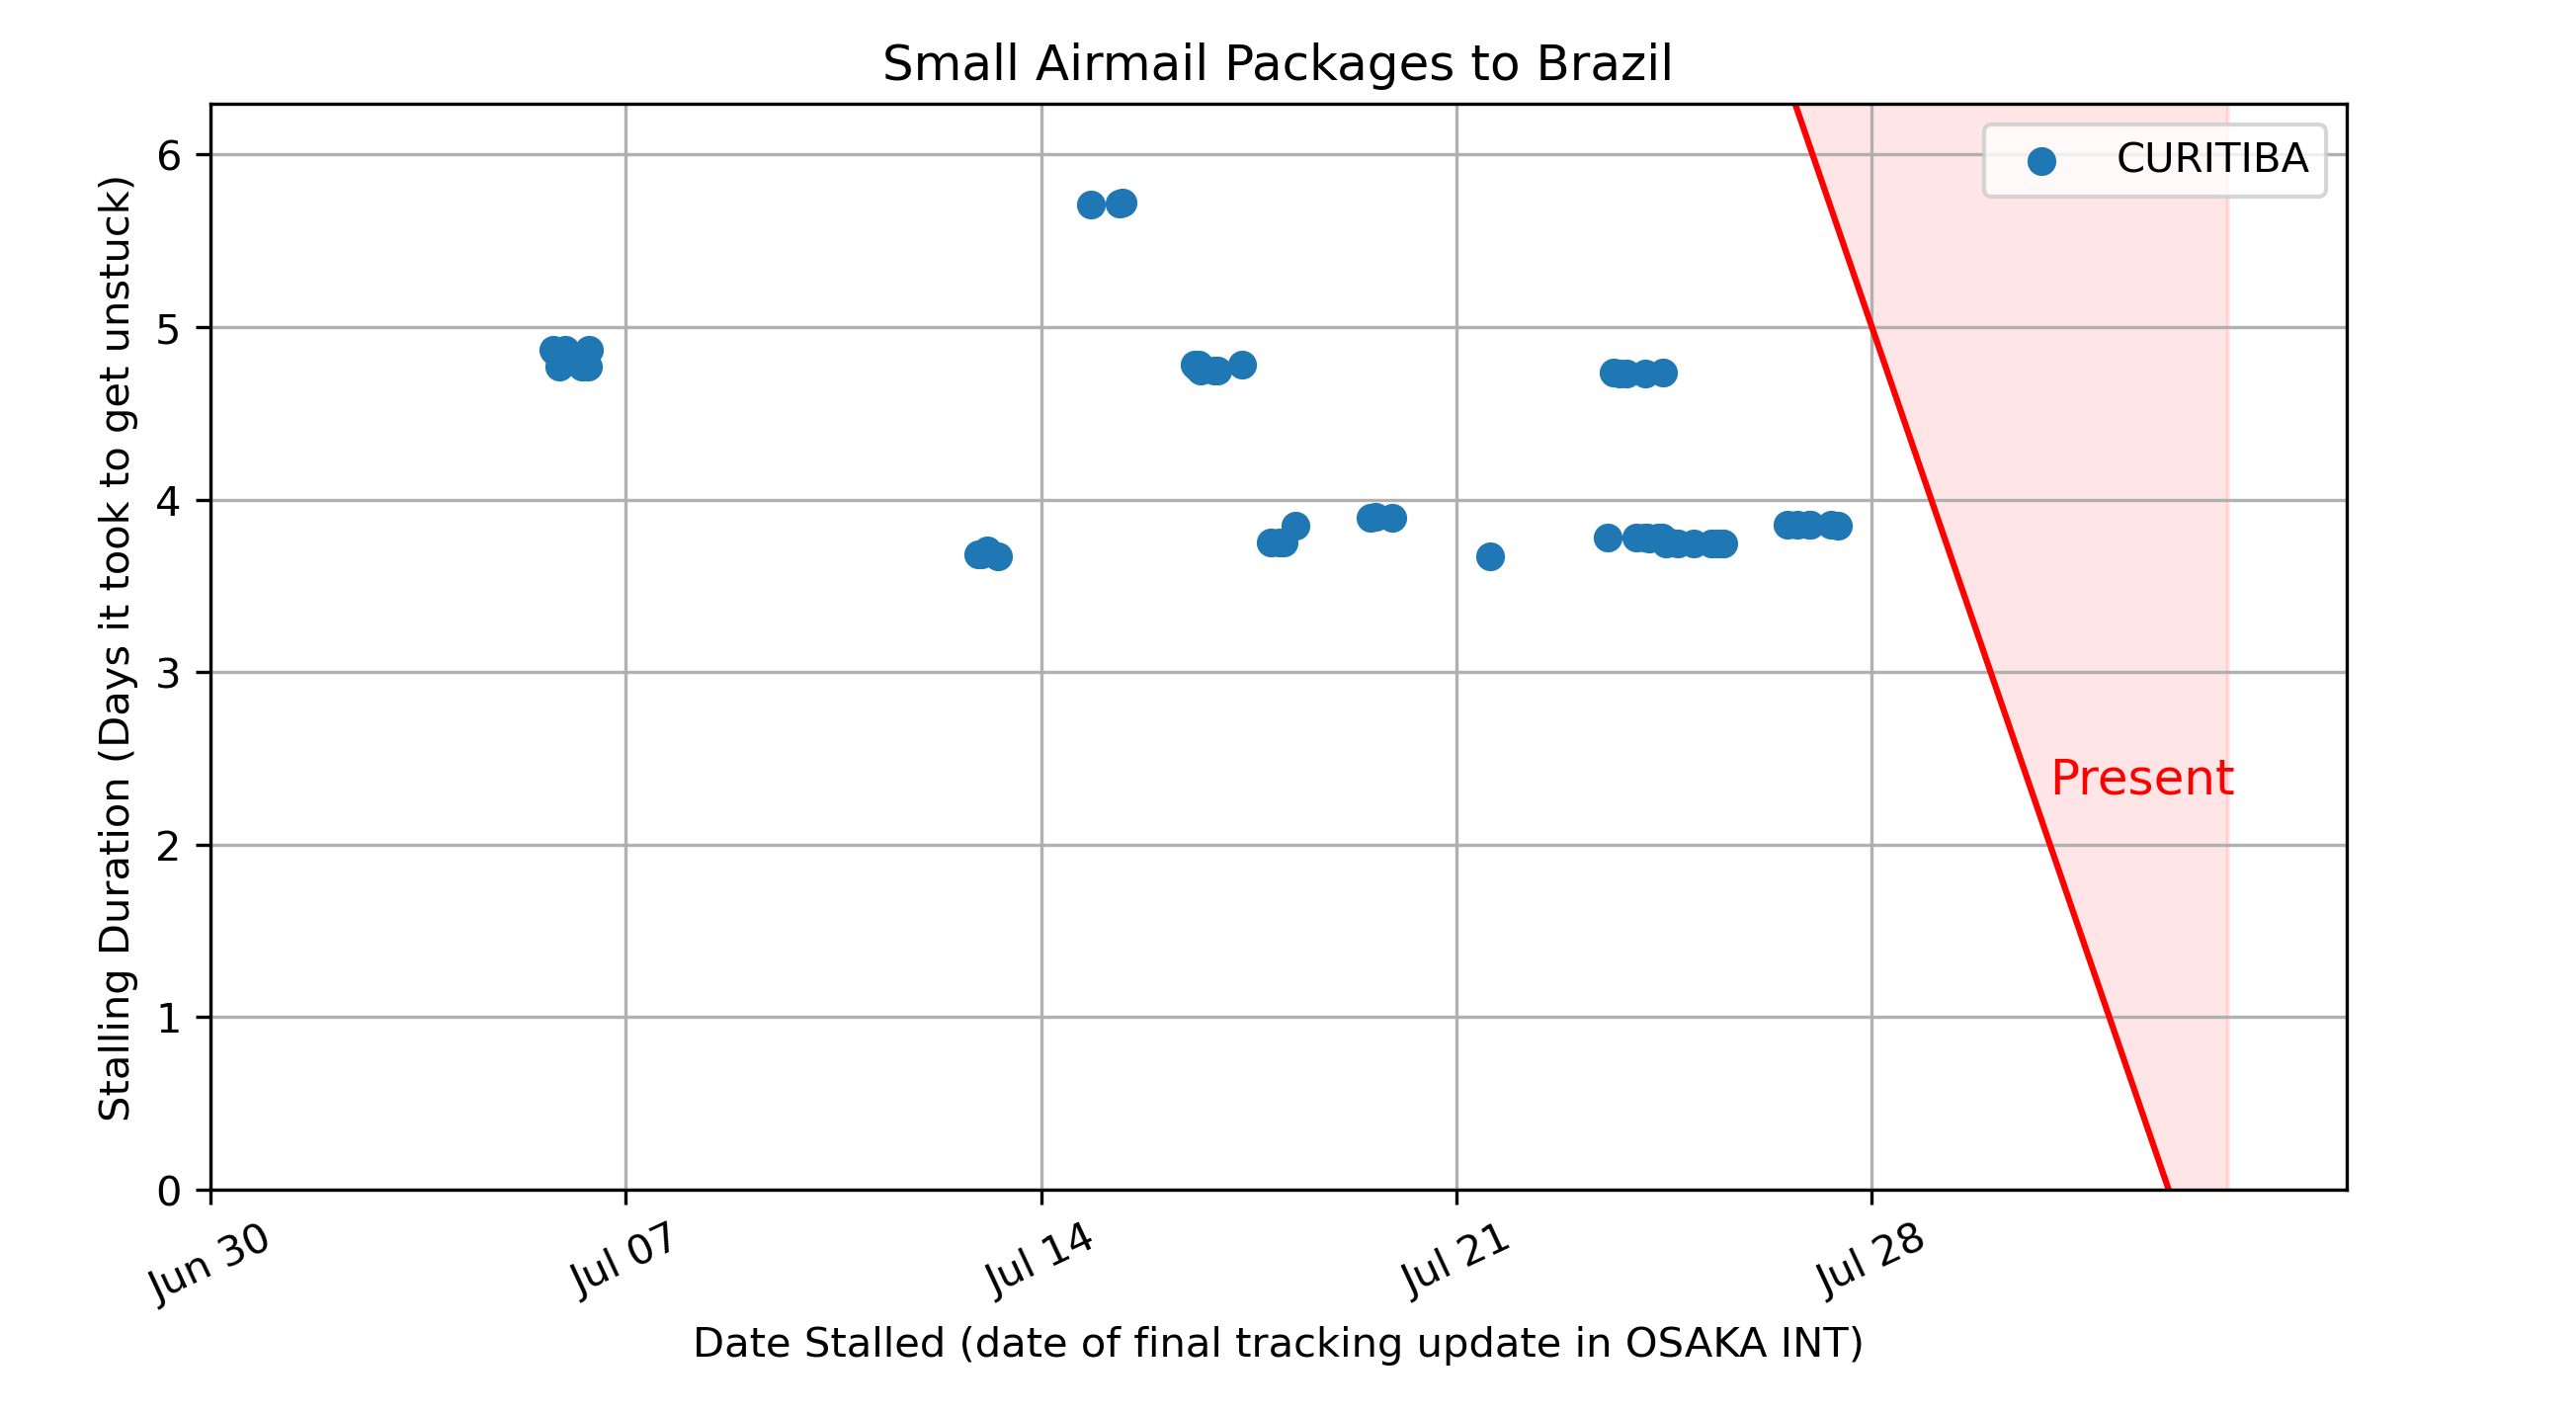 Small Airmail Packages to Brazil
Stalling Duration (Days it took to get unstuck)
6
5
4
3
2
1
0
CURITIBA
Present
Jun 30
Jul 07
Jul 14
Jul 21
Jul 28
Date Stalled (date of final tracking update in OSAKA INT)